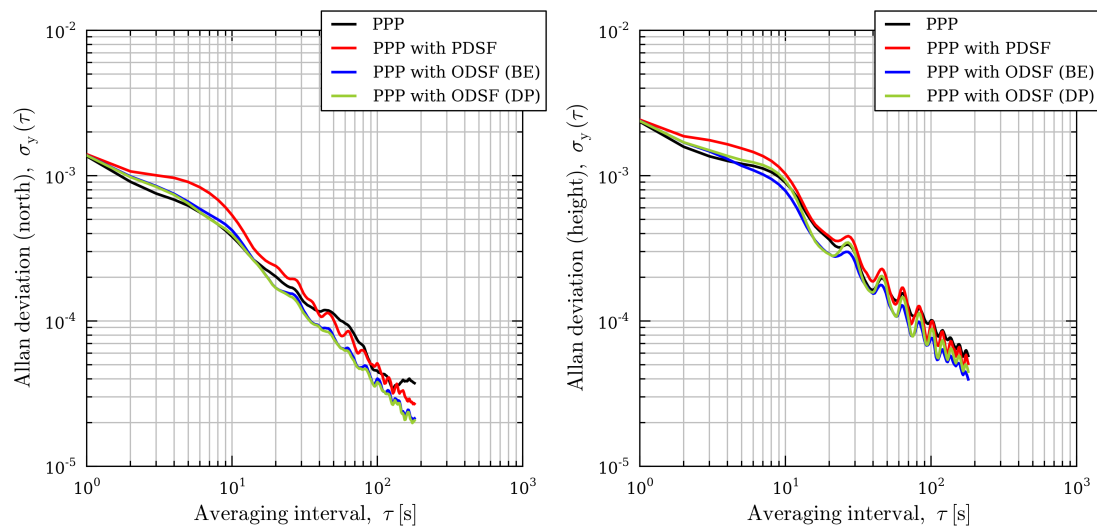 PPP
PPP with PDSF
PPP with ODSF (BE)
PPP with ODSF (DP)
10⁻²
10⁻³
10⁻⁴
10⁻⁵
Allan deviation (north), σ_y(τ)
10⁰ 10¹ 10² 10³
Averaging interval, τ [s]
PPP
PPP with PDSF
PPP with ODSF (BE)
PPP with ODSF (DP)
10⁻²
10⁻³
10⁻⁴
10⁻⁵
Allan deviation (height), σ_y(τ)
10⁰ 10¹ 10² 10³
Averaging interval, τ [s]